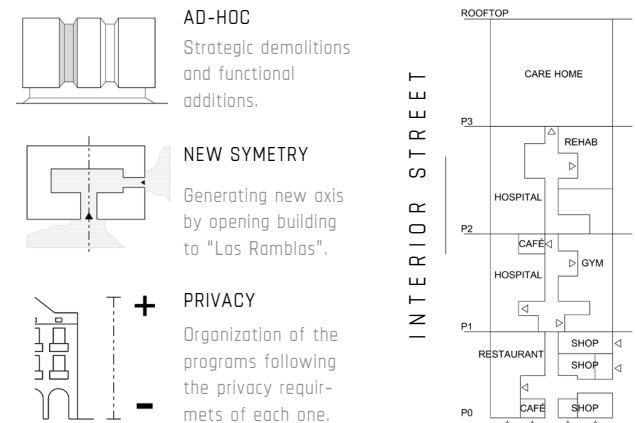 AD-HOC
Strategic demolitions
and functional
additions.
NEW SYMETRY
Generating new axis
by opening building
to "Las Ramblas".
+
PRIVACY
Organization of the
programs following
the privacy requir-
mets of each one.
-
INTERIOR STREET
ROOFTOP
CARE HOME
P3
REHAB
HOSPITAL
P2
CAFÉ
GYM
HOSPITAL
P1
SHOP
RESTAURANT
SHOP
P0
CAFÉ
SHOP